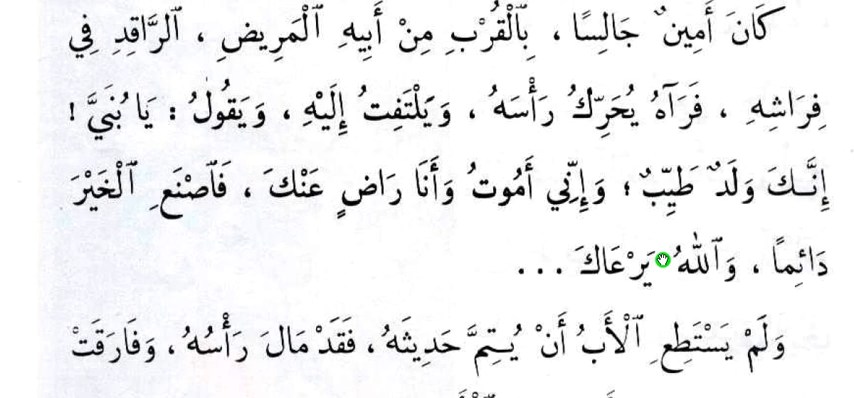 كَانَ أَمِينٌ جَالِسًا ، بِٱلْقُرْبِ مِنْ أَبِيهِ ٱلْمَرِيضِ ، ٱلرَّاقِدِ فِي
فِرَاشِهِ ، فَرَآهُ يُحَرِّكُ رَأْسَهُ ، وَيَلْتَفِتُ إِلَيْهِ ، وَيَقُولُ : يَا بُنَيَّ !
إِنَّكَ وَلَدٌ طَيِّبٌ ؛ وَإِنِّي أَمُوتُ وَأَنَا رَاضٍ عَنْكَ ، فَٱصْنَعِ ٱلْخَيْرَ
دَائِمًا ، وَٱللّٰهُ يَرْعَاكَ ...
وَلَمْ يَسْتَطِعِ ٱلْأَبُ أَنْ يُتِمَّ حَدِيثَهُ ، فَقَدْ مَالَ رَأْسُهُ ، وَفَارَقَتْ